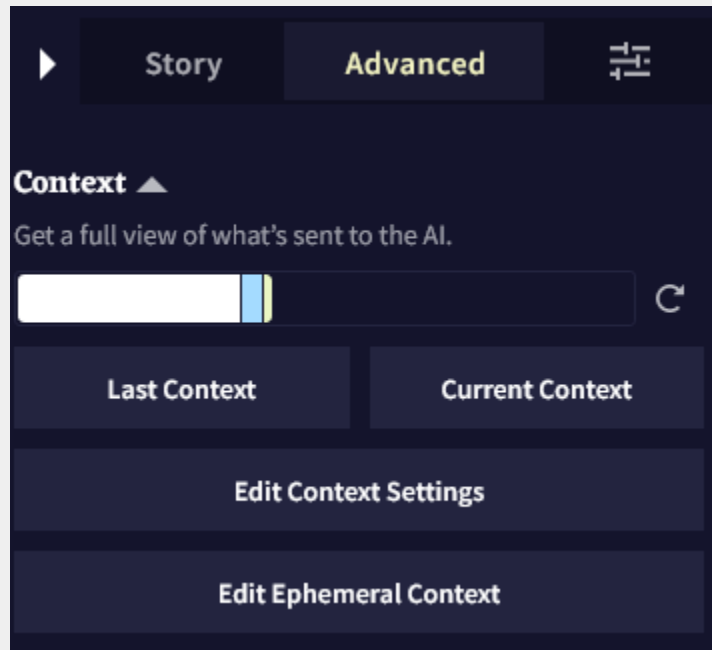 Story
Advanced
Context
Get a full view of what's sent to the AI.
Last Context
Current Context
Edit Context Settings
Edit Ephemeral Context